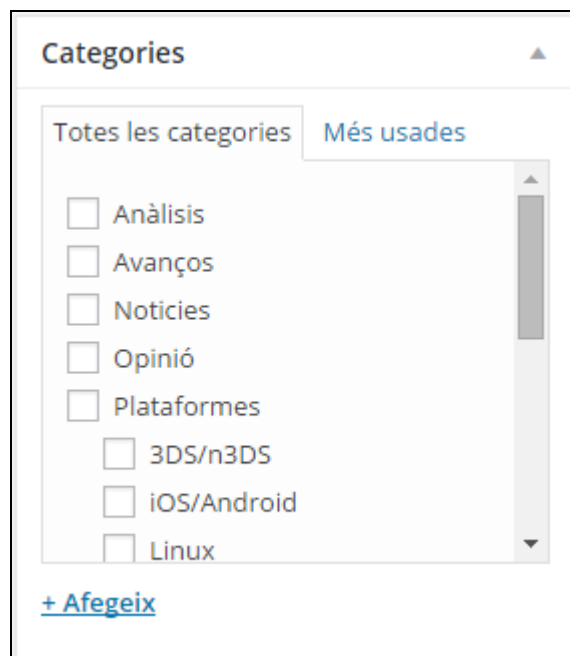 Categories
Totes les categories Més usades
Anàlisis
Avanços
Noticies
Opinió
Plataformes
3DS/n3DS
iOS/Android
Linux
+ Afegeix